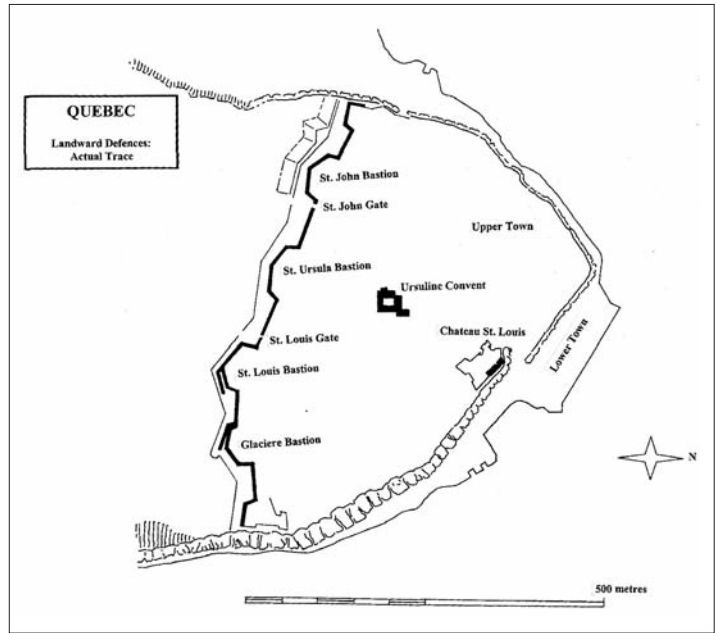 QUEBEC
Landward Defences:
Actual Trace
St. John Bastion
St. John Gate
Upper Town
St. Ursula Bastion
Ursuline Convent
St. Louis Gate
Chateau St. Louis
Lower Town
St. Louis Bastion
Glaciere Bastion
N
500 metres